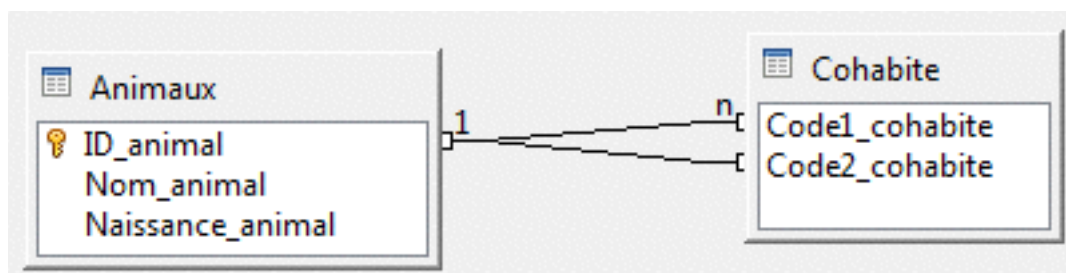 Animaux
ID_animal
Nom_animal
Naissance_animal
1
n
Cohabite
Code1_cohabite
Code2_cohabite